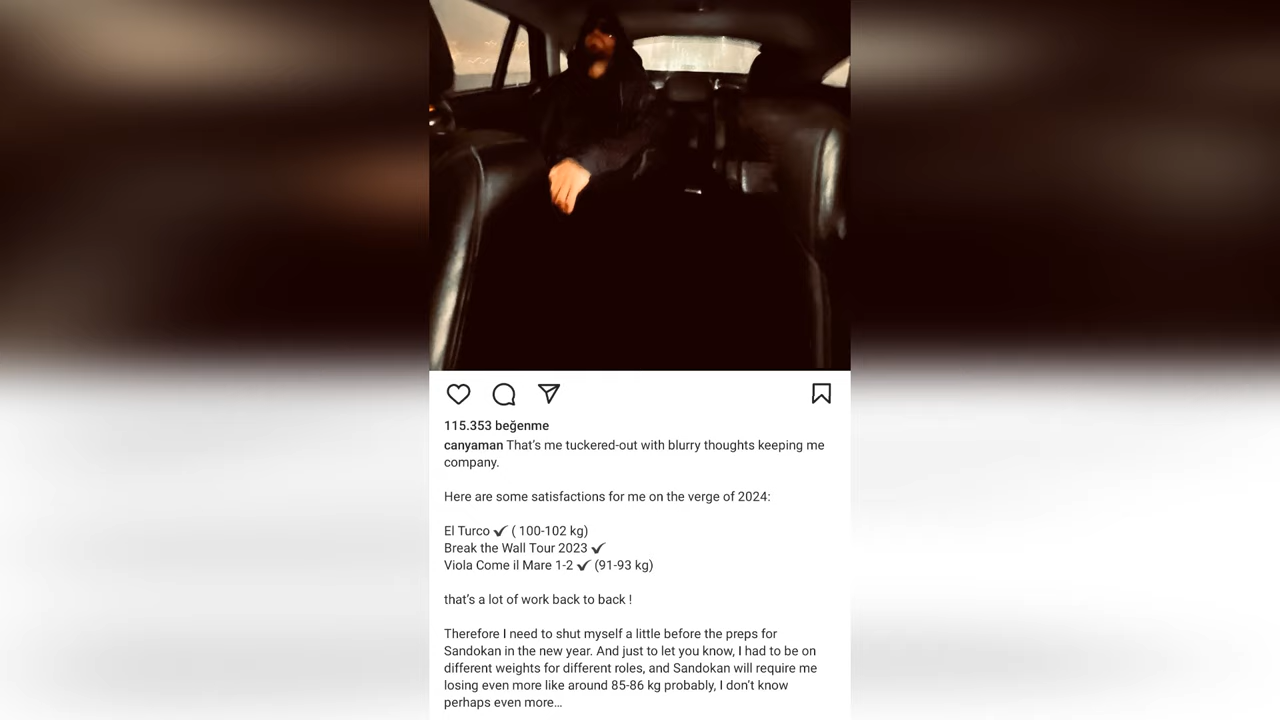 115.353 beğenme
canyaman That's me tuckered-out with blurry thoughts keeping me
company.
Here are some satisfactions for me on the verge of 2024:
El Turco ✔ ( 100-102 kg)
Break the Wall Tour 2023 ✔
Viola Come il Mare 1-2 ✔ (91-93 kg)
that's a lot of work back to back !
Therefore I need to shut myself a little before the preps for
Sandokan in the new year. And just to let you know, I had to be on
different weights for different roles, and Sandokan will require me
losing even more like around 85-86 kg probably, I don't know
perhaps even more…